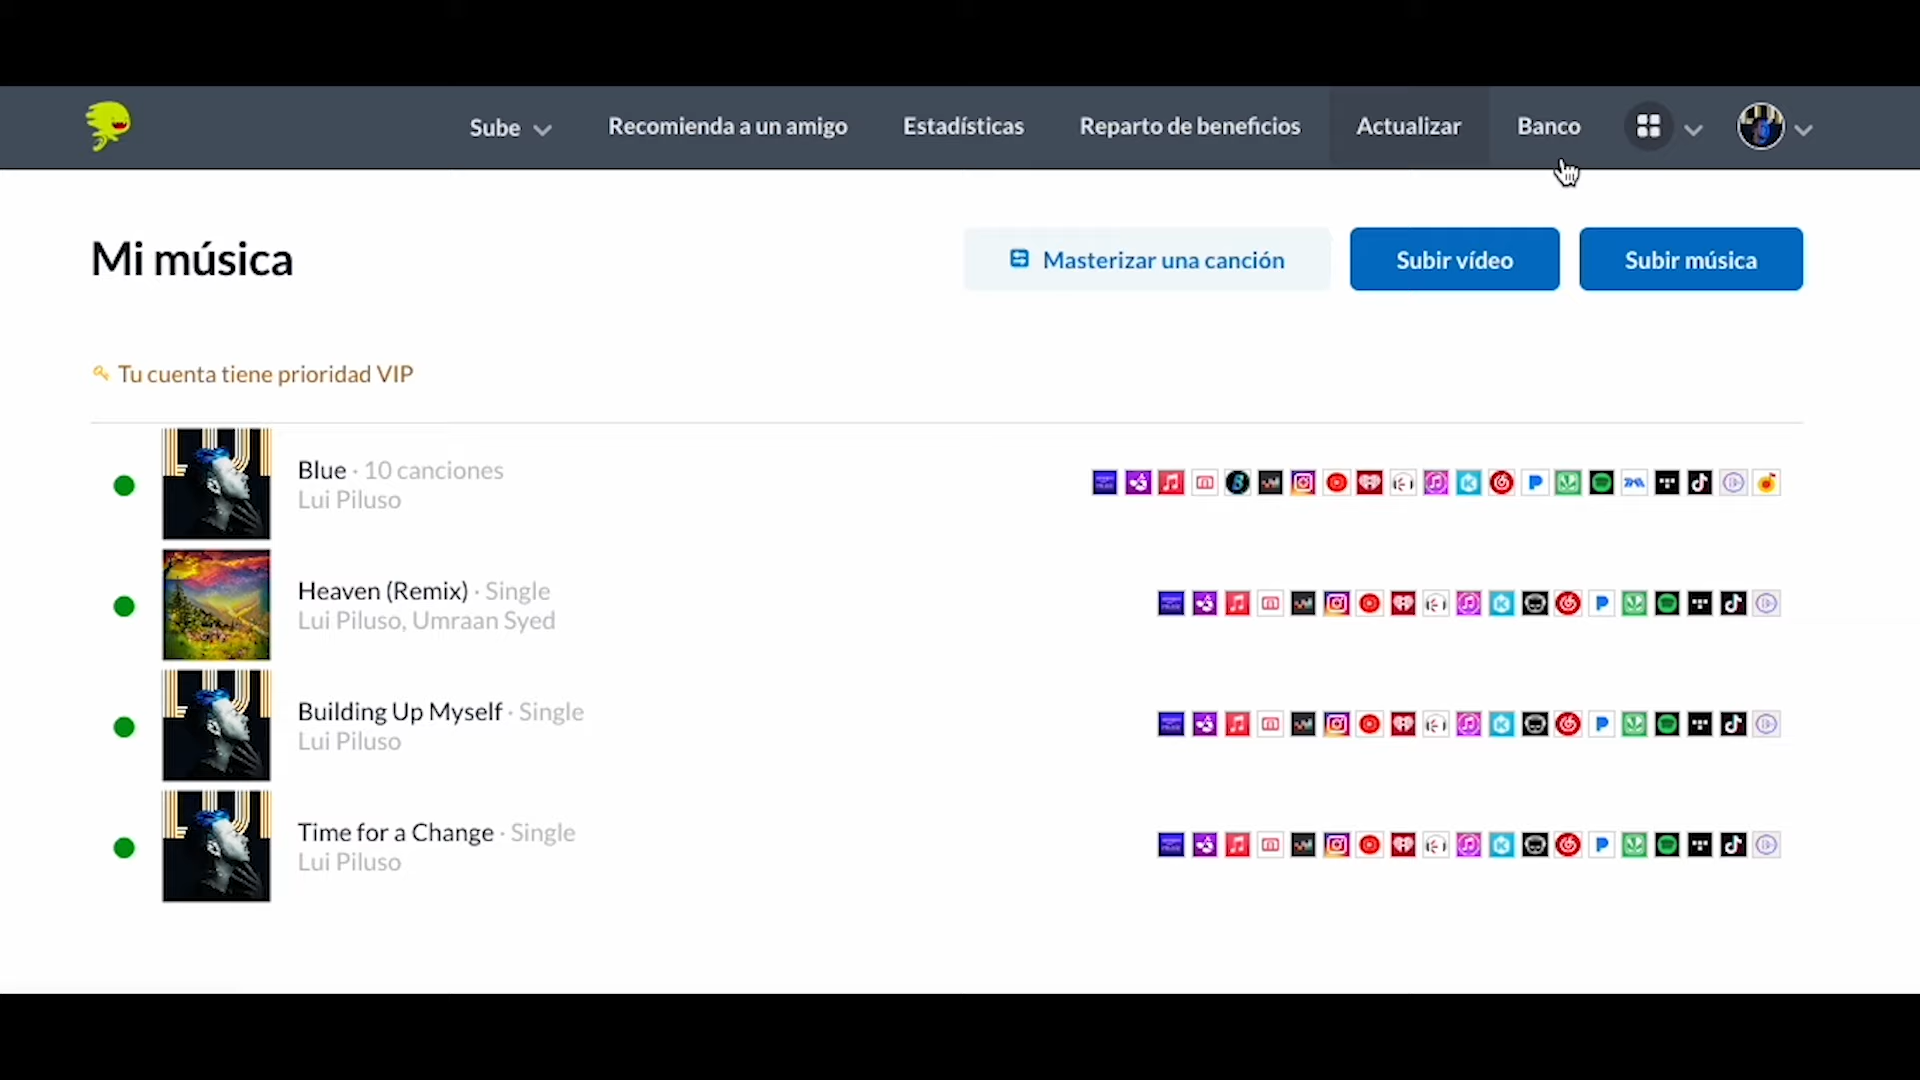 Sube
Recomienda a un amigo
Estadísticas
Reparto de beneficios
Actualizar
Banco
Mi música
Masterizar una canción
Subir vídeo
Subir música
Tu cuenta tiene prioridad VIP
Blue · 10 canciones
Lui Piluso
Heaven (Remix) · Single
Lui Piluso, Umraan Syed
Building Up Myself · Single
Lui Piluso
Time for a Change · Single
Lui Piluso